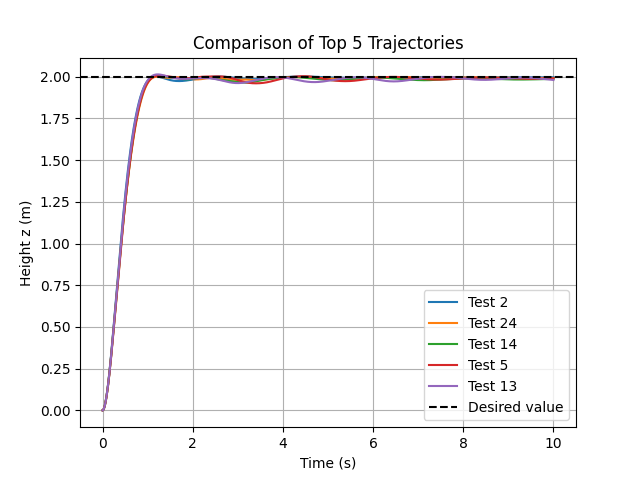 Comparison of Top 5 Trajectories
Height z (m)
2.00
1.75
1.50
1.25
1.00
0.75
0.50
0.25
0.00
Test 2
Test 24
Test 14
Test 5
Test 13
Desired value
0 2 4 6 8 10
Time (s)